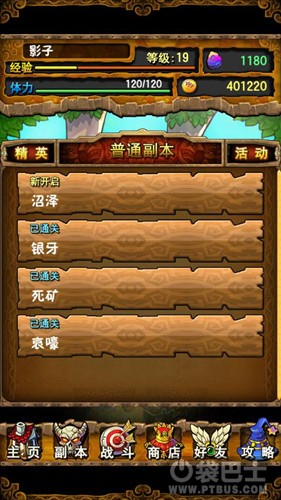 影子
等级:19
1180
经验
体力
120/120
401220
精英
普通副本
活动
新开启
沼泽
已通关
银牙
已通关
死矿
已通关
哀嚎
主页 副本 战斗 商店 好友 攻略
袋巴士
WWW.PTBUS.COM